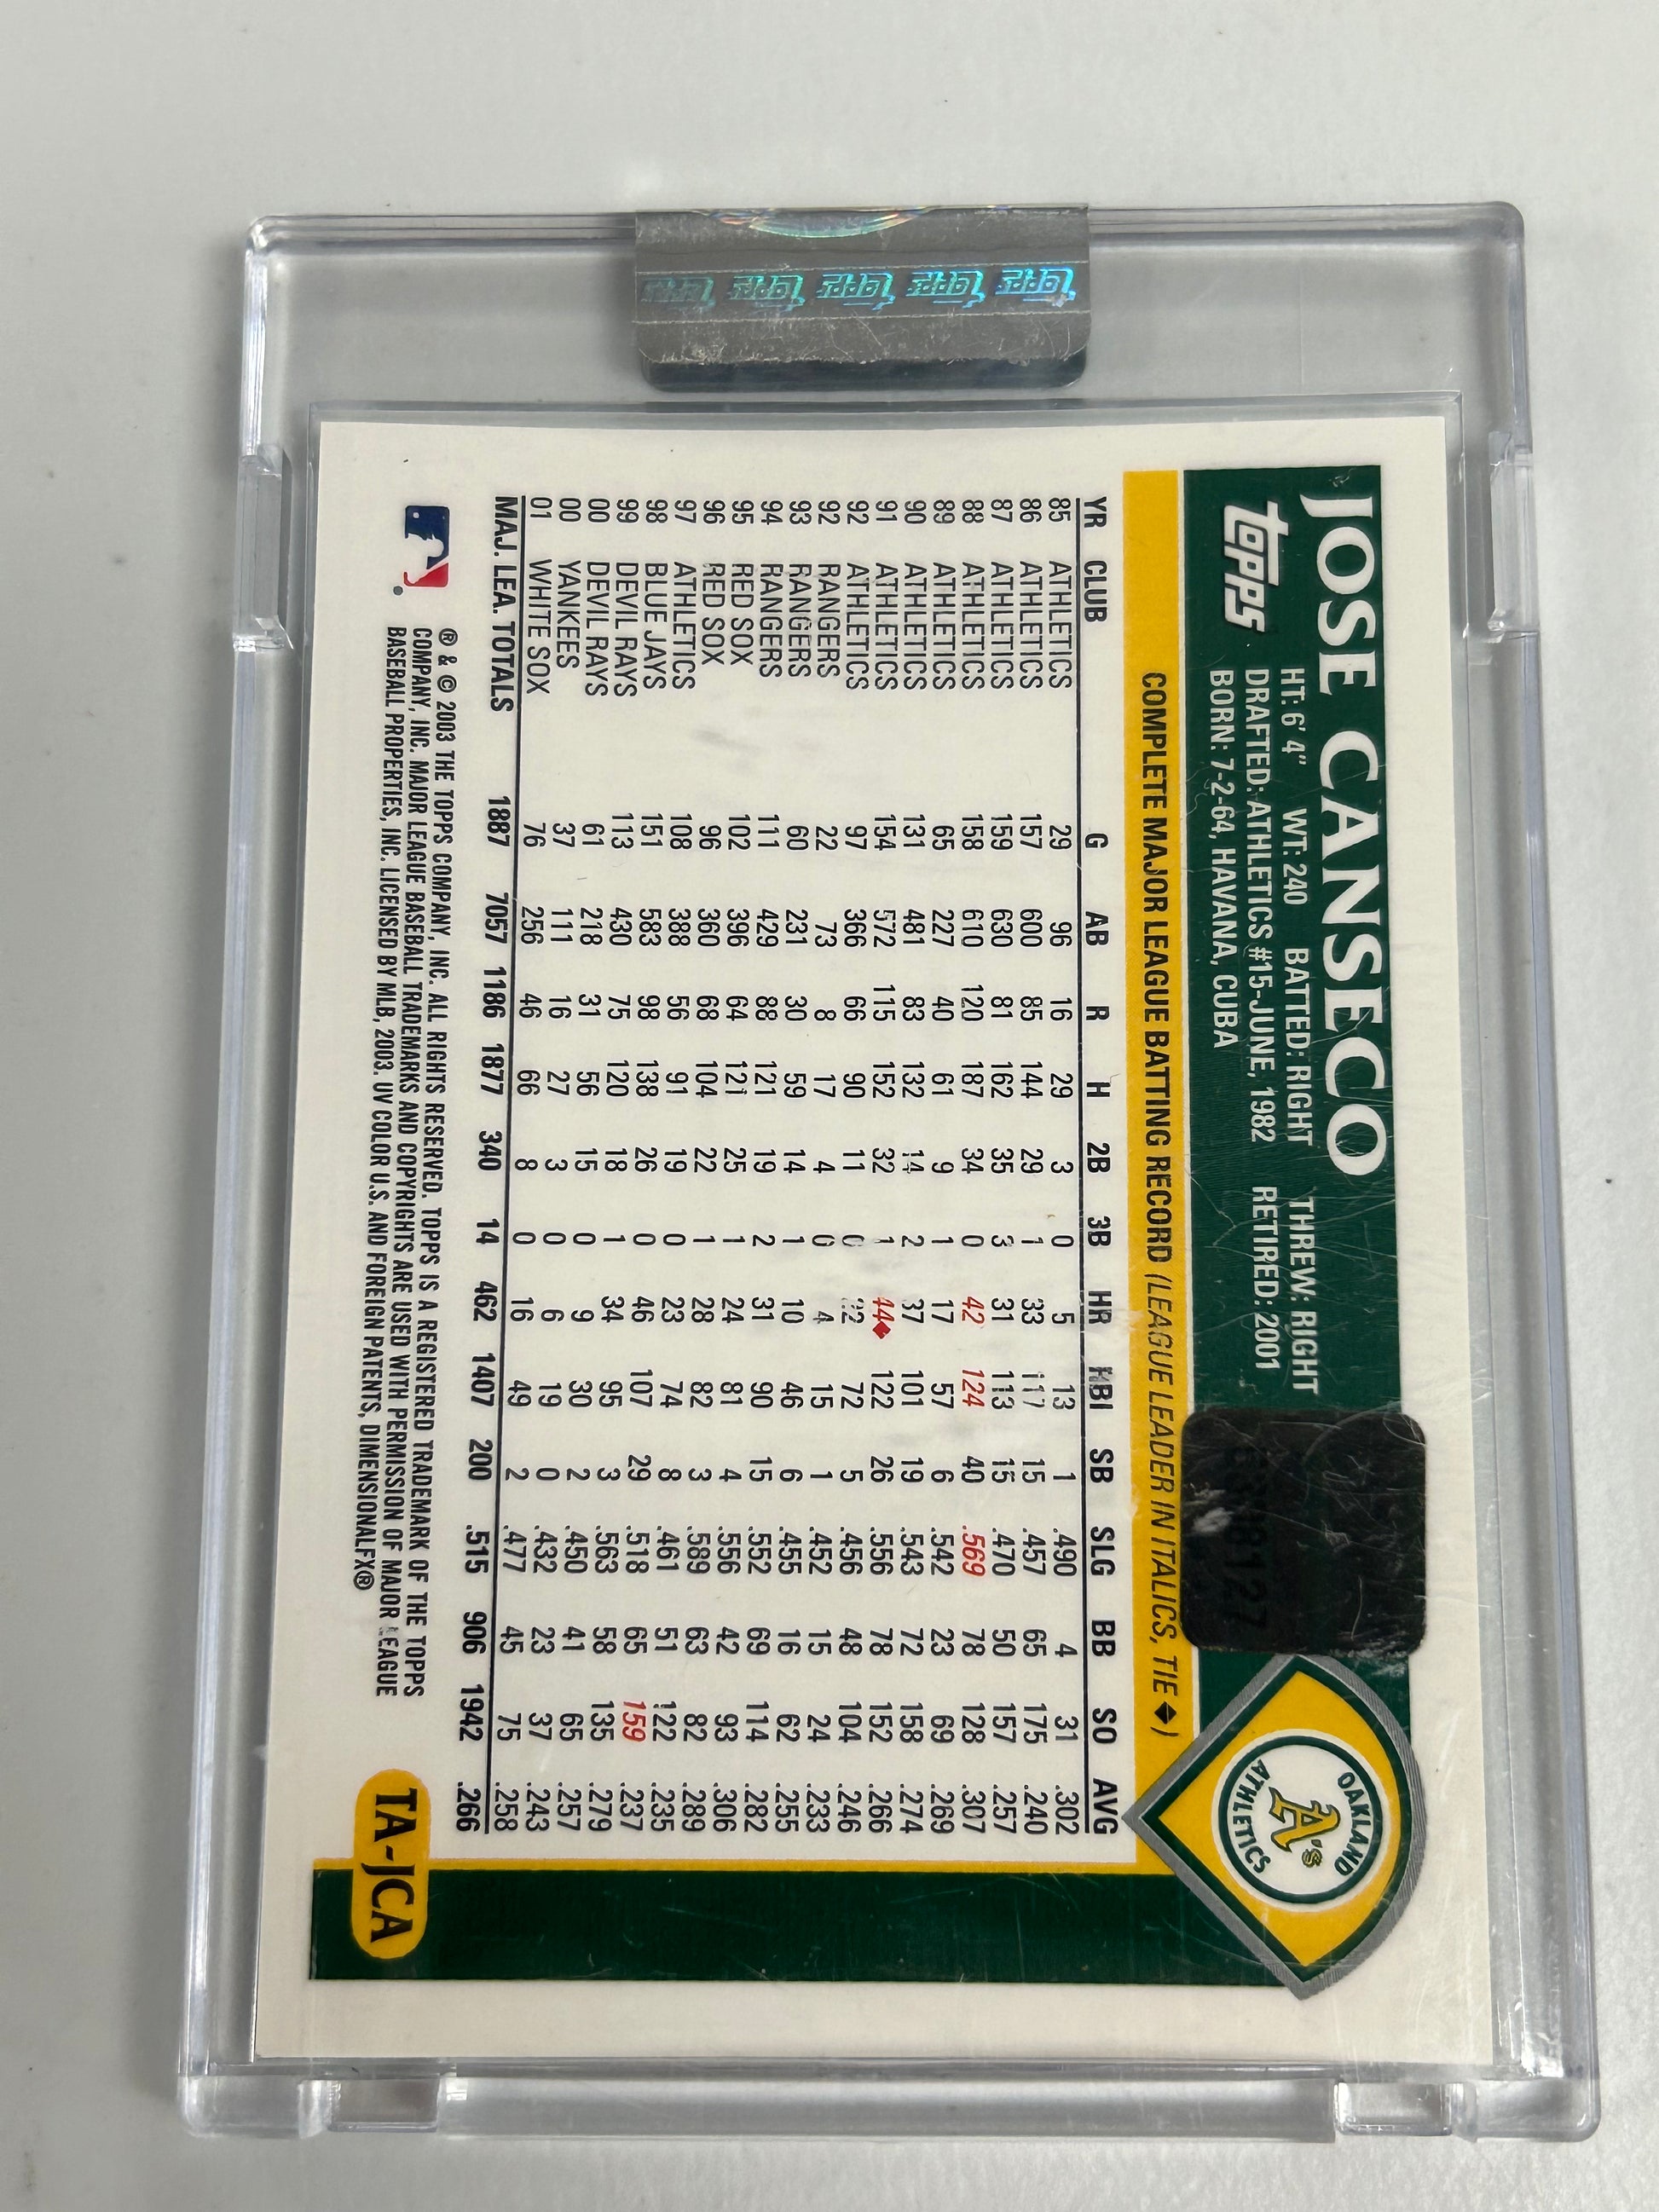 JOSE CANSECO
topps
HT: 6' 4" WT: 240 BATTED: RIGHT THREW: RIGHT
DRAFTED: ATHLETICS #15-JUNE, 1982 RETIRED: 2001
BORN: 7-2-64, HAVANA, CUBA
COMPLETE MAJOR LEAGUE BATTING RECORD (LEAGUE LEADER IN ITALICS, TIE ♦)
OAKLAND A's ATHLETICS
YR CLUB G AB R H 2B 3B HR RBI SB SLG BB SO AVG
85 ATHLETICS 29 96 16 29 3 0 5 13 1 .490 4 31 .302
86 ATHLETICS 157 600 85 144 29 1 33 117 15 .457 65 175 .240
87 ATHLETICS 159 630 81 162 35 3 31 113 15 .470 50 157 .257
88 ATHLETICS 158 610 120 187 34 0 42 124 40 .569 78 128 .307
89 ATHLETICS 65 227 40 61 9 1 17 57 6 .542 23 69 .269
90 ATHLETICS 131 481 83 132 14 2 37 101 19 .543 72 158 .274
91 ATHLETICS 154 572 115 152 32 1 44♦ 122 26 .556 78 152 .266
92 ATHLETICS 97 366 66 90 11 0 22 72 5 .456 48 104 .246
92 RANGERS 22 73 8 17 4 0 4 15 1 .452 15 24 .233
93 RANGERS 60 231 30 59 14 1 10 46 6 .455 16 62 .255
94 RANGERS 111 429 88 121 19 2 31 90 15 .552 69 114 .282
95 RED SOX 102 396 64 121 25 1 24 81 4 .556 42 93 .306
96 RED SOX 96 360 68 104 22 1 28 82 3 .589 63 82 .289
97 ATHLETICS 108 388 56 91 19 0 23 74 8 .461 51 122 .235
98 BLUE JAYS 151 583 98 138 26 0 46 107 29 .518 65 159 .237
99 DEVIL RAYS 113 430 75 120 18 1 34 95 3 .563 58 135 .279
00 DEVIL RAYS 61 218 31 56 15 0 9 30 2 .450 41 65 .257
00 YANKEES 37 111 16 27 3 0 6 19 0 .432 23 37 .243
01 WHITE SOX 76 256 46 66 8 0 16 49 2 .477 45 75 .258
MAJ. LEA. TOTALS 1887 7057 1186 1877 340 14 462 1407 200 .515 906 1942 .266
® & © 2003 THE TOPPS COMPANY, INC. ALL RIGHTS RESERVED. TOPPS IS A REGISTERED TRADEMARK OF THE TOPPS
COMPANY, INC. MAJOR LEAGUE BASEBALL TRADEMARKS AND COPYRIGHTS ARE USED WITH PERMISSION OF MAJOR LEAGUE
BASEBALL PROPERTIES, INC. LICENSED BY MLB, 2003. UV COLOR U.S. AND FOREIGN PATENTS, DIMENSIONALFX®
TA-JCA
topps topps topps topps topps